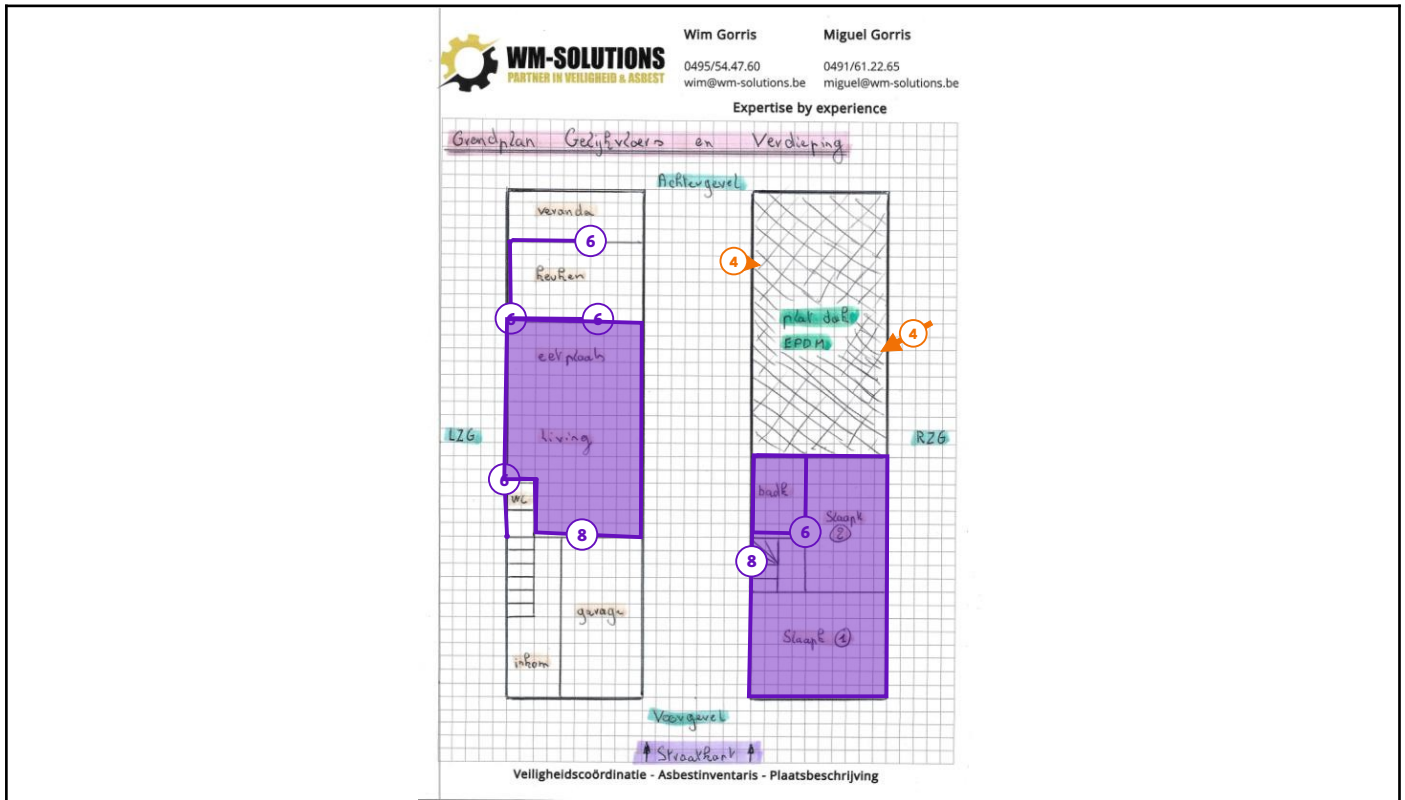 Wim Gorris
Miguel Gorris
WM-SOLUTIONS
PARTNER IN VEILIGHEID & ASBEST
0495/54.47.60
0491/61.22.65
wim@wm-solutions.be
miguel@wm-solutions.be
Expertise by experience
Grondplan Gelijkvloers en Verdieping
Achtergevel
veranda
6
4
keuken
6
6
plat dak
4
EPDM
eetplaats
LZG
living
RZG
6
badk
wc
Slaapk
2
8
6
8
garage
Slaapk 1
inkom
Voorgevel
Straatkant
Veiligheidscoördinatie - Asbestinventaris - Plaatsbeschrijving